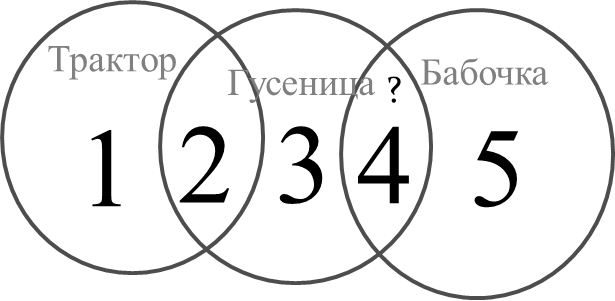 Трактор
Гусеница ?
Бабочка
1 2 3 4 5